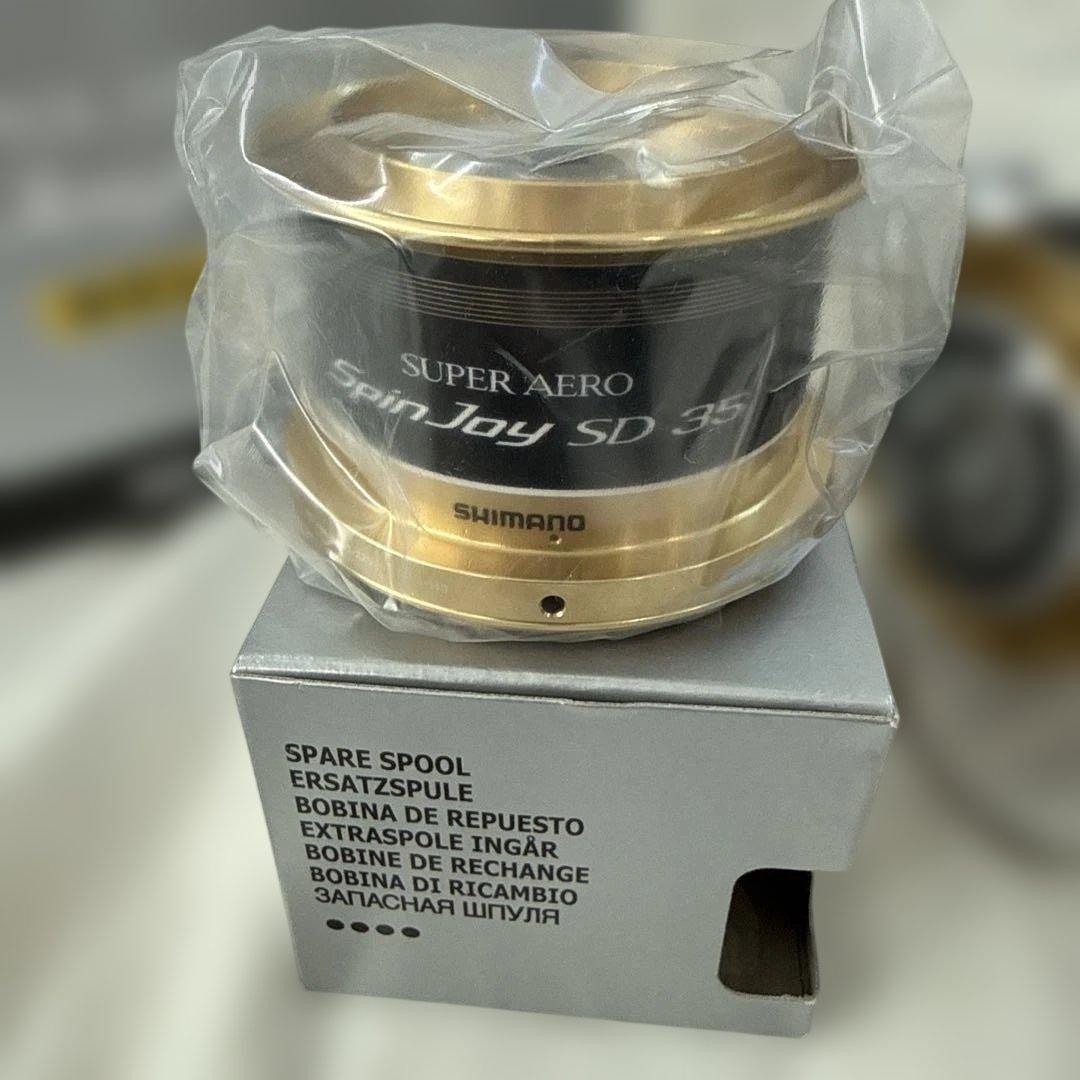 SUPER AERO
SpinJoy SD 35
SHIMANO
SPARE SPOOL
ERSATZSPULE
BOBINA DE REPUESTO
EXTRASPOLE INGÅR
BOBINE DE RECHANGE
BOBINA DI RICAMBIO
ЗАПАСНАЯ ШПУЛЯ